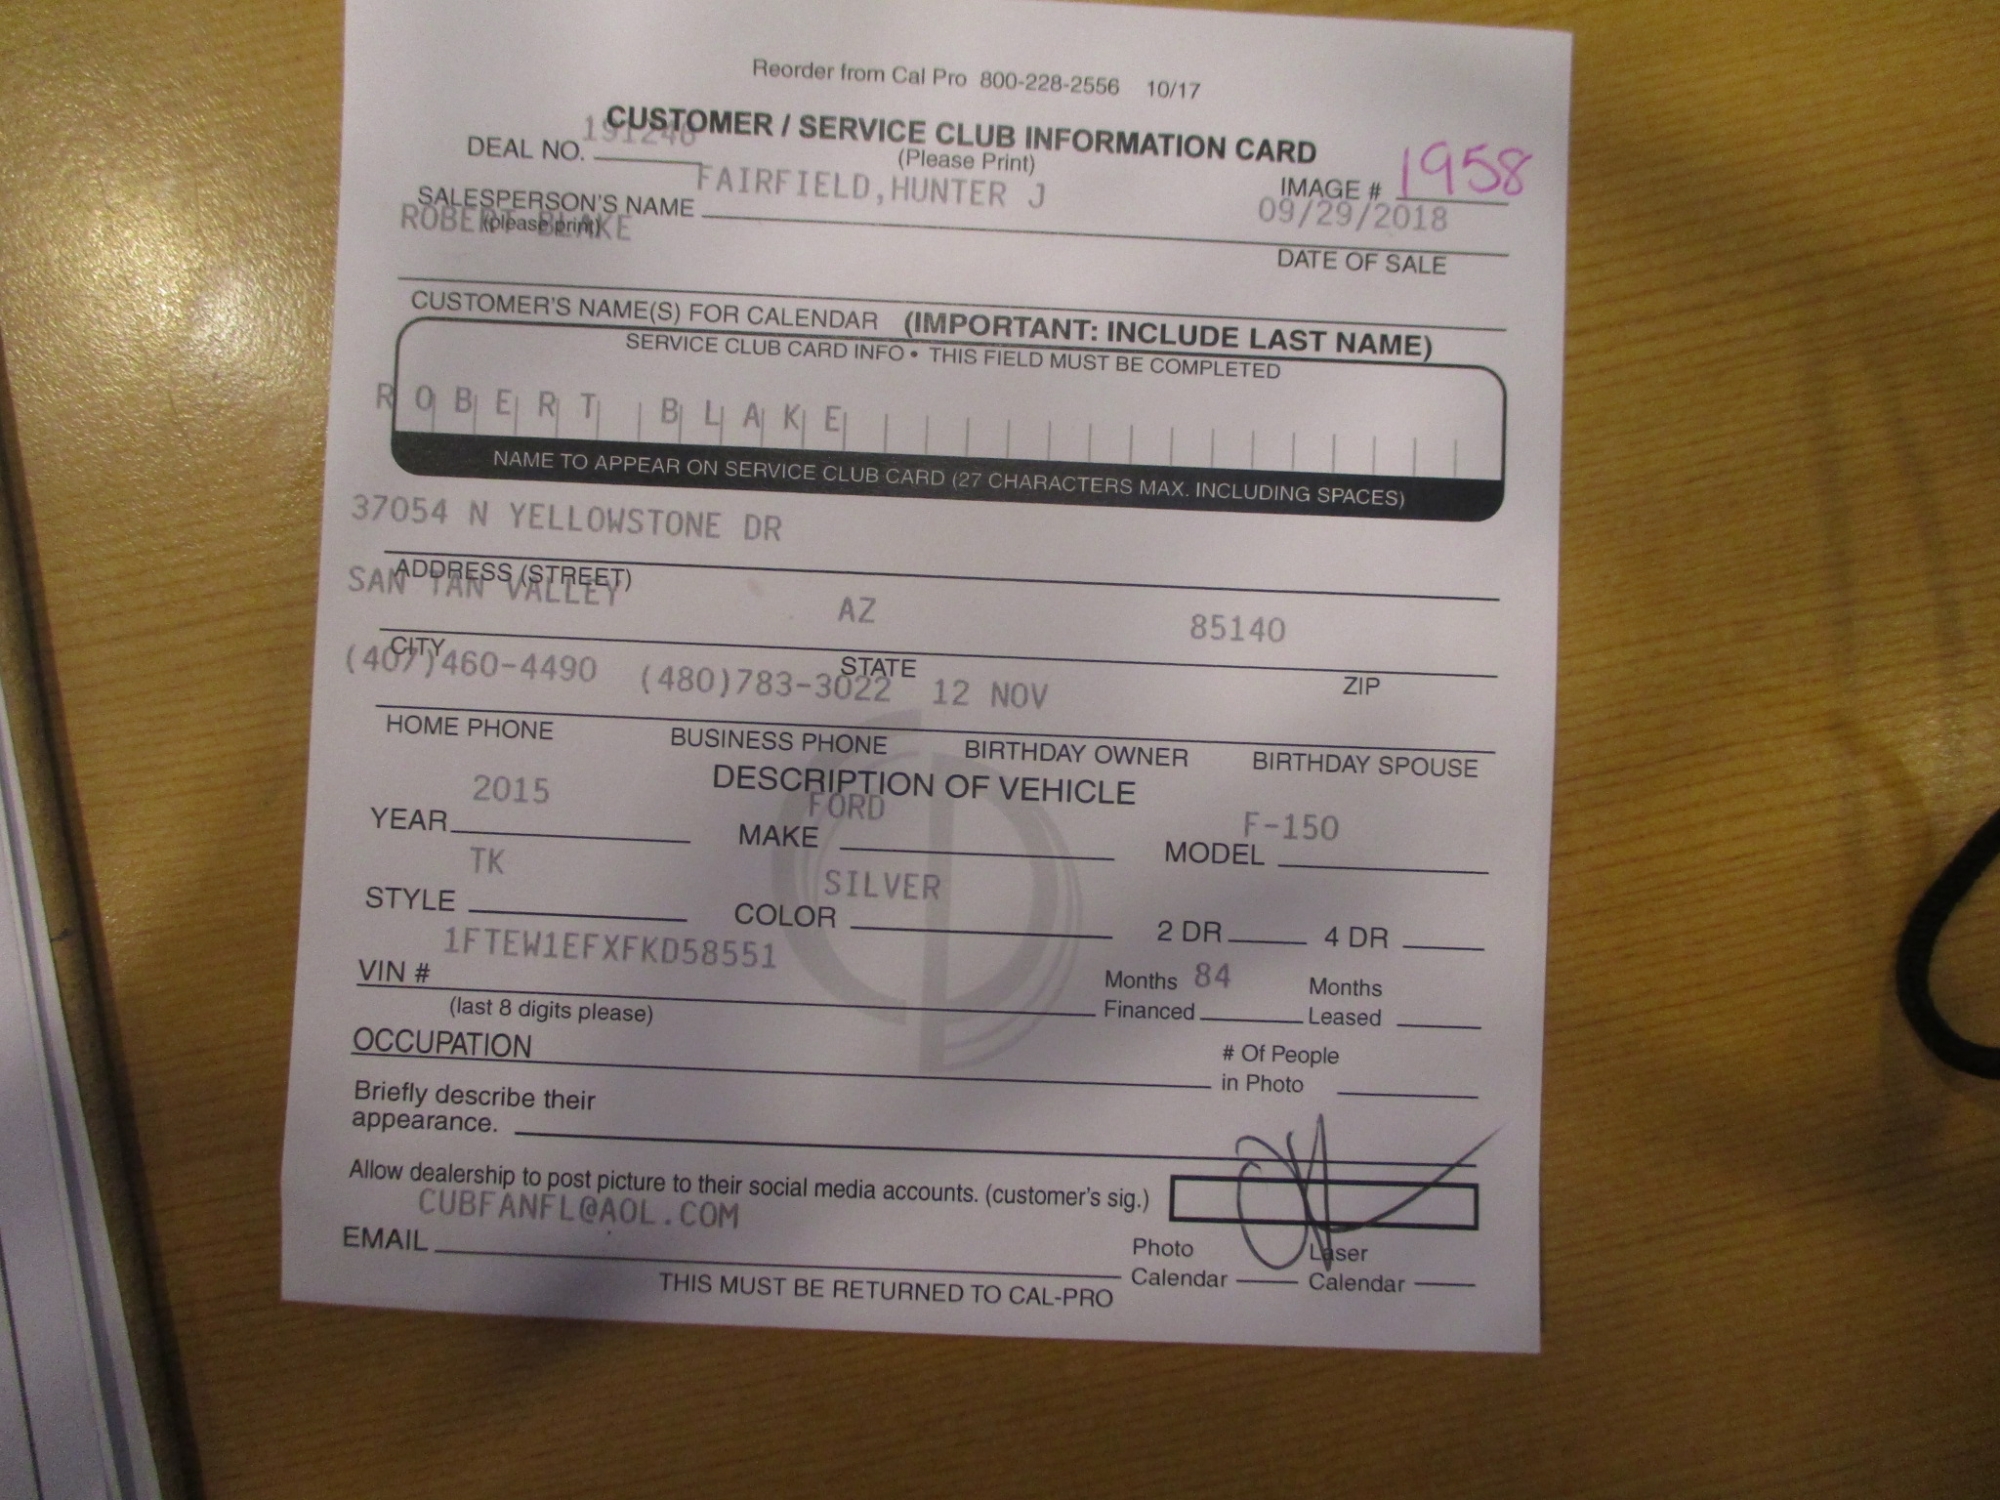 Reorder from Cal Pro 800-228-2556 10/17
CUSTOMER / SERVICE CLUB INFORMATION CARD
(Please Print)
DEAL NO. 191246
IMAGE # 1958
SALESPERSON'S NAME FAIRFIELD,HUNTER J
(please print)
09/29/2018
DATE OF SALE
ROBERT BLAKE
CUSTOMER'S NAME(S) FOR CALENDAR (IMPORTANT: INCLUDE LAST NAME)
SERVICE CLUB CARD INFO • THIS FIELD MUST BE COMPLETED
ROBERT BLAKE
NAME TO APPEAR ON SERVICE CLUB CARD (27 CHARACTERS MAX. INCLUDING SPACES)
37054 N YELLOWSTONE DR
ADDRESS (STREET)
SAN TAN VALLEY AZ 85140
CITY STATE ZIP
(407)460-4490 (480)783-3022 12 NOV
HOME PHONE BUSINESS PHONE BIRTHDAY OWNER BIRTHDAY SPOUSE
DESCRIPTION OF VEHICLE
YEAR 2015 MAKE FORD MODEL F-150
STYLE TK COLOR SILVER 2 DR 4 DR
VIN # 1FTEW1EFXFKD58551
(last 8 digits please)
Months Financed 84 Months Leased
OCCUPATION
# Of People in Photo
Briefly describe their
appearance.
Allow dealership to post picture to their social media accounts. (customer's sig.)
EMAIL CUBFANFL@AOL.COM
Photo Calendar Laser Calendar
THIS MUST BE RETURNED TO CAL-PRO